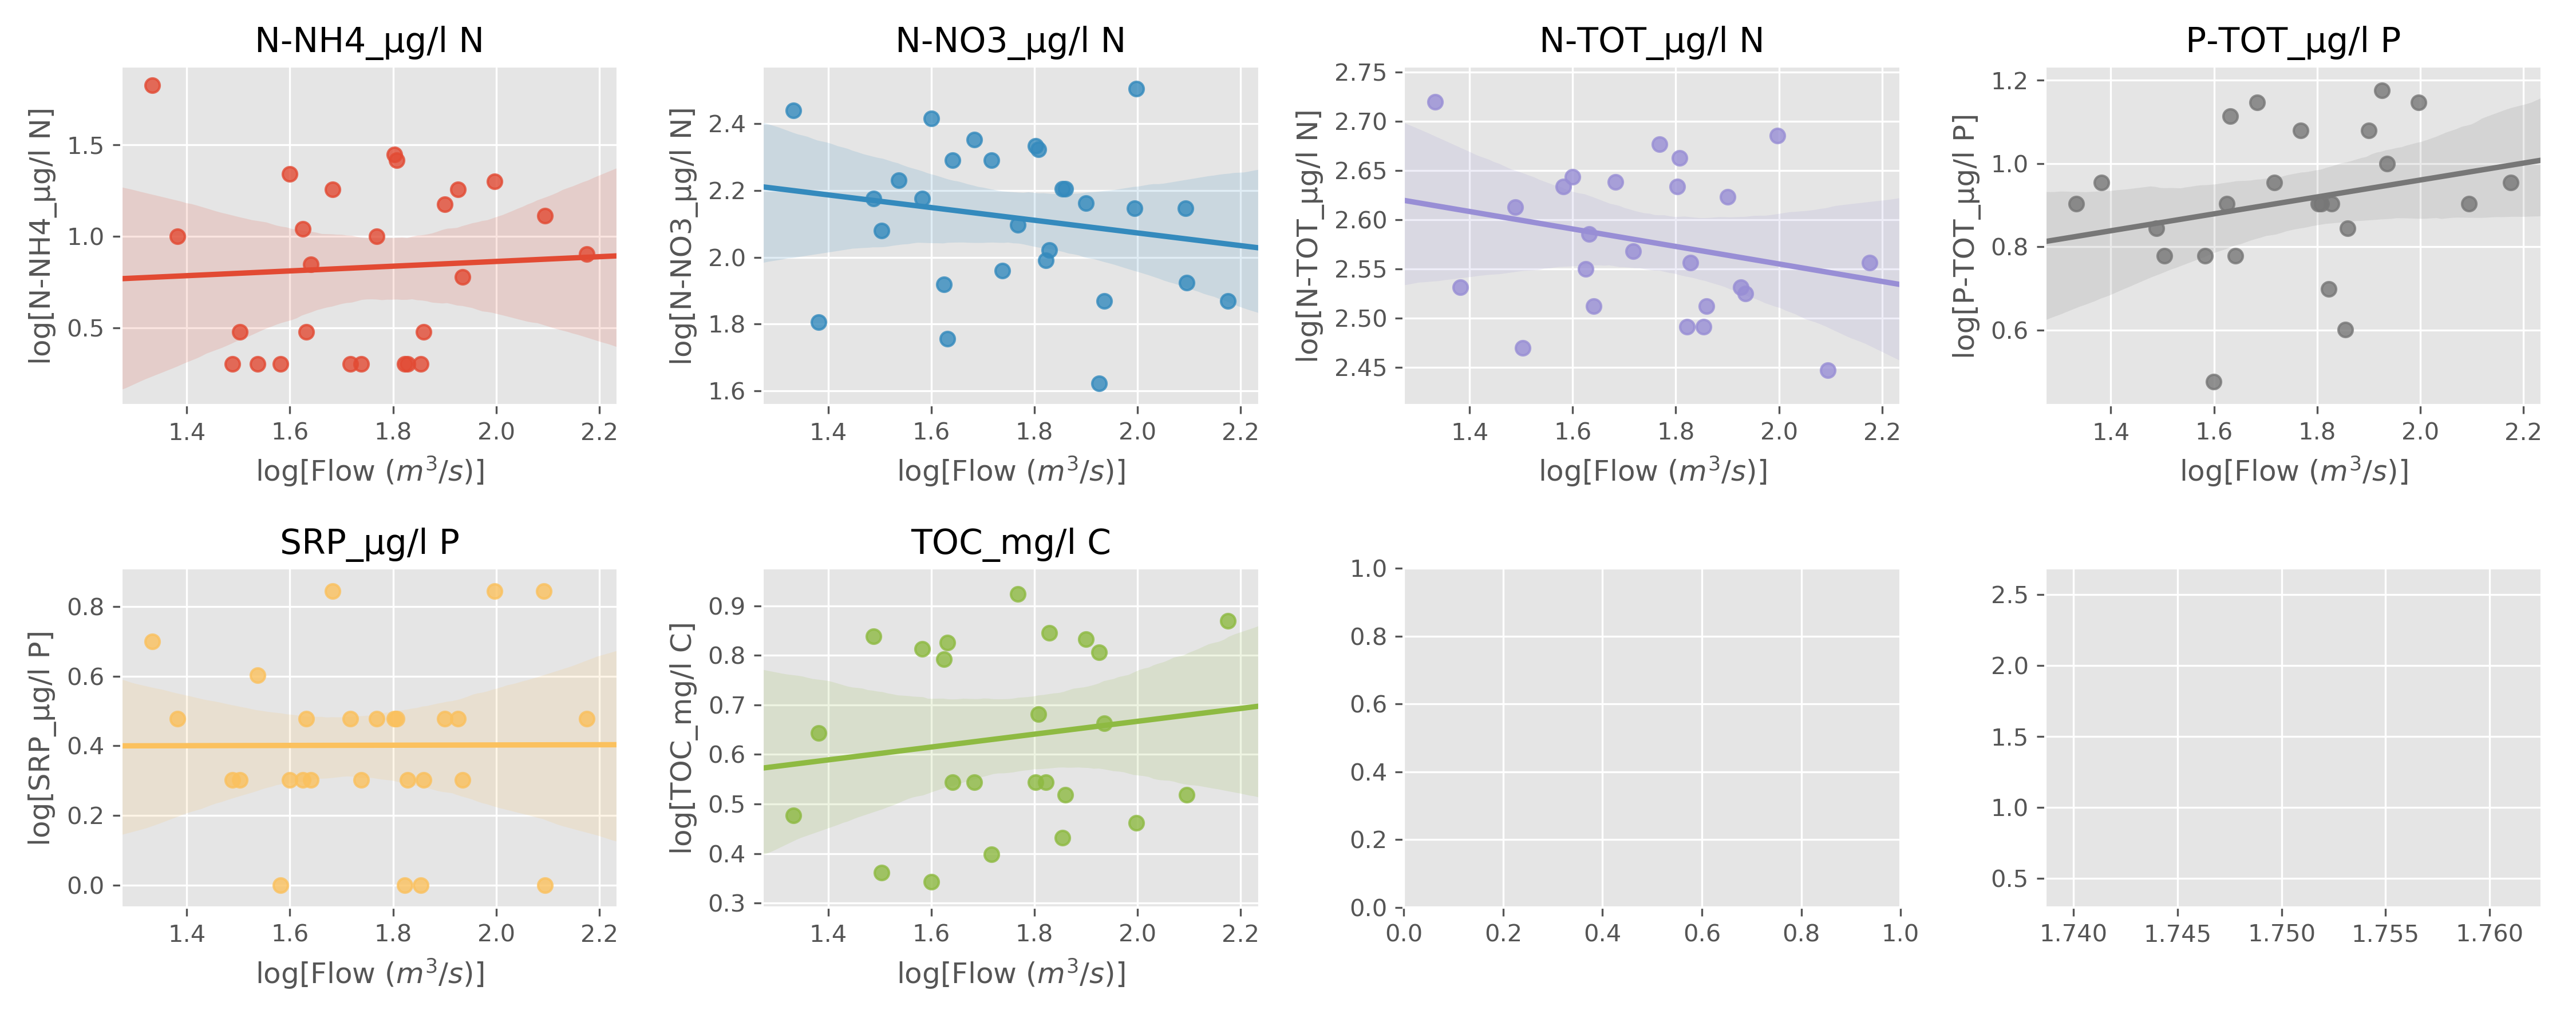 N-NH4_µg/l N
log[N-NH4_µg/l N]
1.5
1.0
0.5
1.4 1.6 1.8 2.0 2.2
log[Flow (m³/s)]
N-NO3_µg/l N
log[N-NO3_µg/l N]
2.4
2.2
2.0
1.8
1.6
1.4 1.6 1.8 2.0 2.2
log[Flow (m³/s)]
N-TOT_µg/l N
log[N-TOT_µg/l N]
2.75
2.70
2.65
2.60
2.55
2.50
2.45
1.4 1.6 1.8 2.0 2.2
log[Flow (m³/s)]
P-TOT_µg/l P
log[P-TOT_µg/l P]
1.2
1.0
0.8
0.6
1.4 1.6 1.8 2.0 2.2
log[Flow (m³/s)]
SRP_µg/l P
log[SRP_µg/l P]
0.8
0.6
0.4
0.2
0.0
1.4 1.6 1.8 2.0 2.2
log[Flow (m³/s)]
TOC_mg/l C
log[TOC_mg/l C]
0.9
0.8
0.7
0.6
0.5
0.4
0.3
1.4 1.6 1.8 2.0 2.2
log[Flow (m³/s)]
1.0
0.8
0.6
0.4
0.2
0.0
0.0 0.2 0.4 0.6 0.8 1.0
2.5
2.0
1.5
1.0
0.5
1.740 1.745 1.750 1.755 1.760